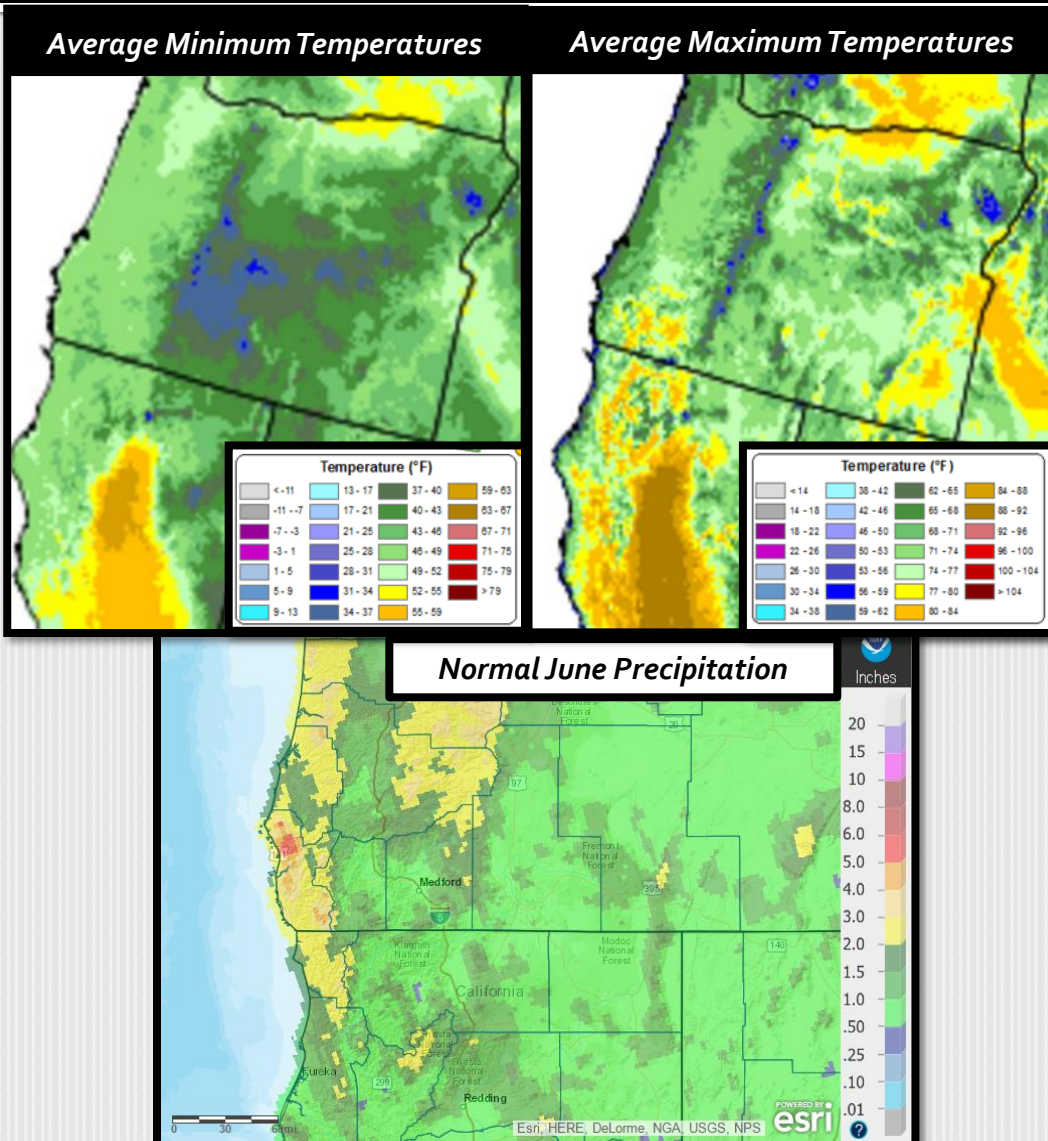 Average Minimum Temperatures
Average Maximum Temperatures
Temperature (°F)
< -11 13 - 17 37 - 40 59 - 63
-11 - -7 17 - 21 40 - 43 63 - 67
-7 - -3 21 - 25 43 - 46 67 - 71
-3 - 1 25 - 28 46 - 49 71 - 75
1 - 5 28 - 31 49 - 52 75 - 79
5 - 9 31 - 34 52 - 55 > 79
9 - 13 34 - 37 55 - 59
Temperature (°F)
< 14 38 - 42 62 - 65 84 - 88
14 - 18 42 - 46 65 - 68 88 - 92
18 - 22 46 - 50 68 - 71 92 - 96
22 - 26 50 - 53 71 - 74 96 - 100
26 - 30 53 - 56 74 - 77 100 - 104
30 - 34 56 - 59 77 - 80 > 104
34 - 38 59 - 62 80 - 84
Normal June Precipitation
Inches
20
15
10
8.0
6.0
5.0
4.0
3.0
2.0
1.5
1.0
.50
.25
.10
.01
?
National
Forest
20
97
Fremont
National
Forest
395
Medford
5
Klamath
National
Forest
Modoc
National
Forest
140
California
Shasta
National
Forest
Eureka
299
Redding
0 30
Esri, HERE, DeLorme, NGA, USGS, NPS
POWERED BY
esri